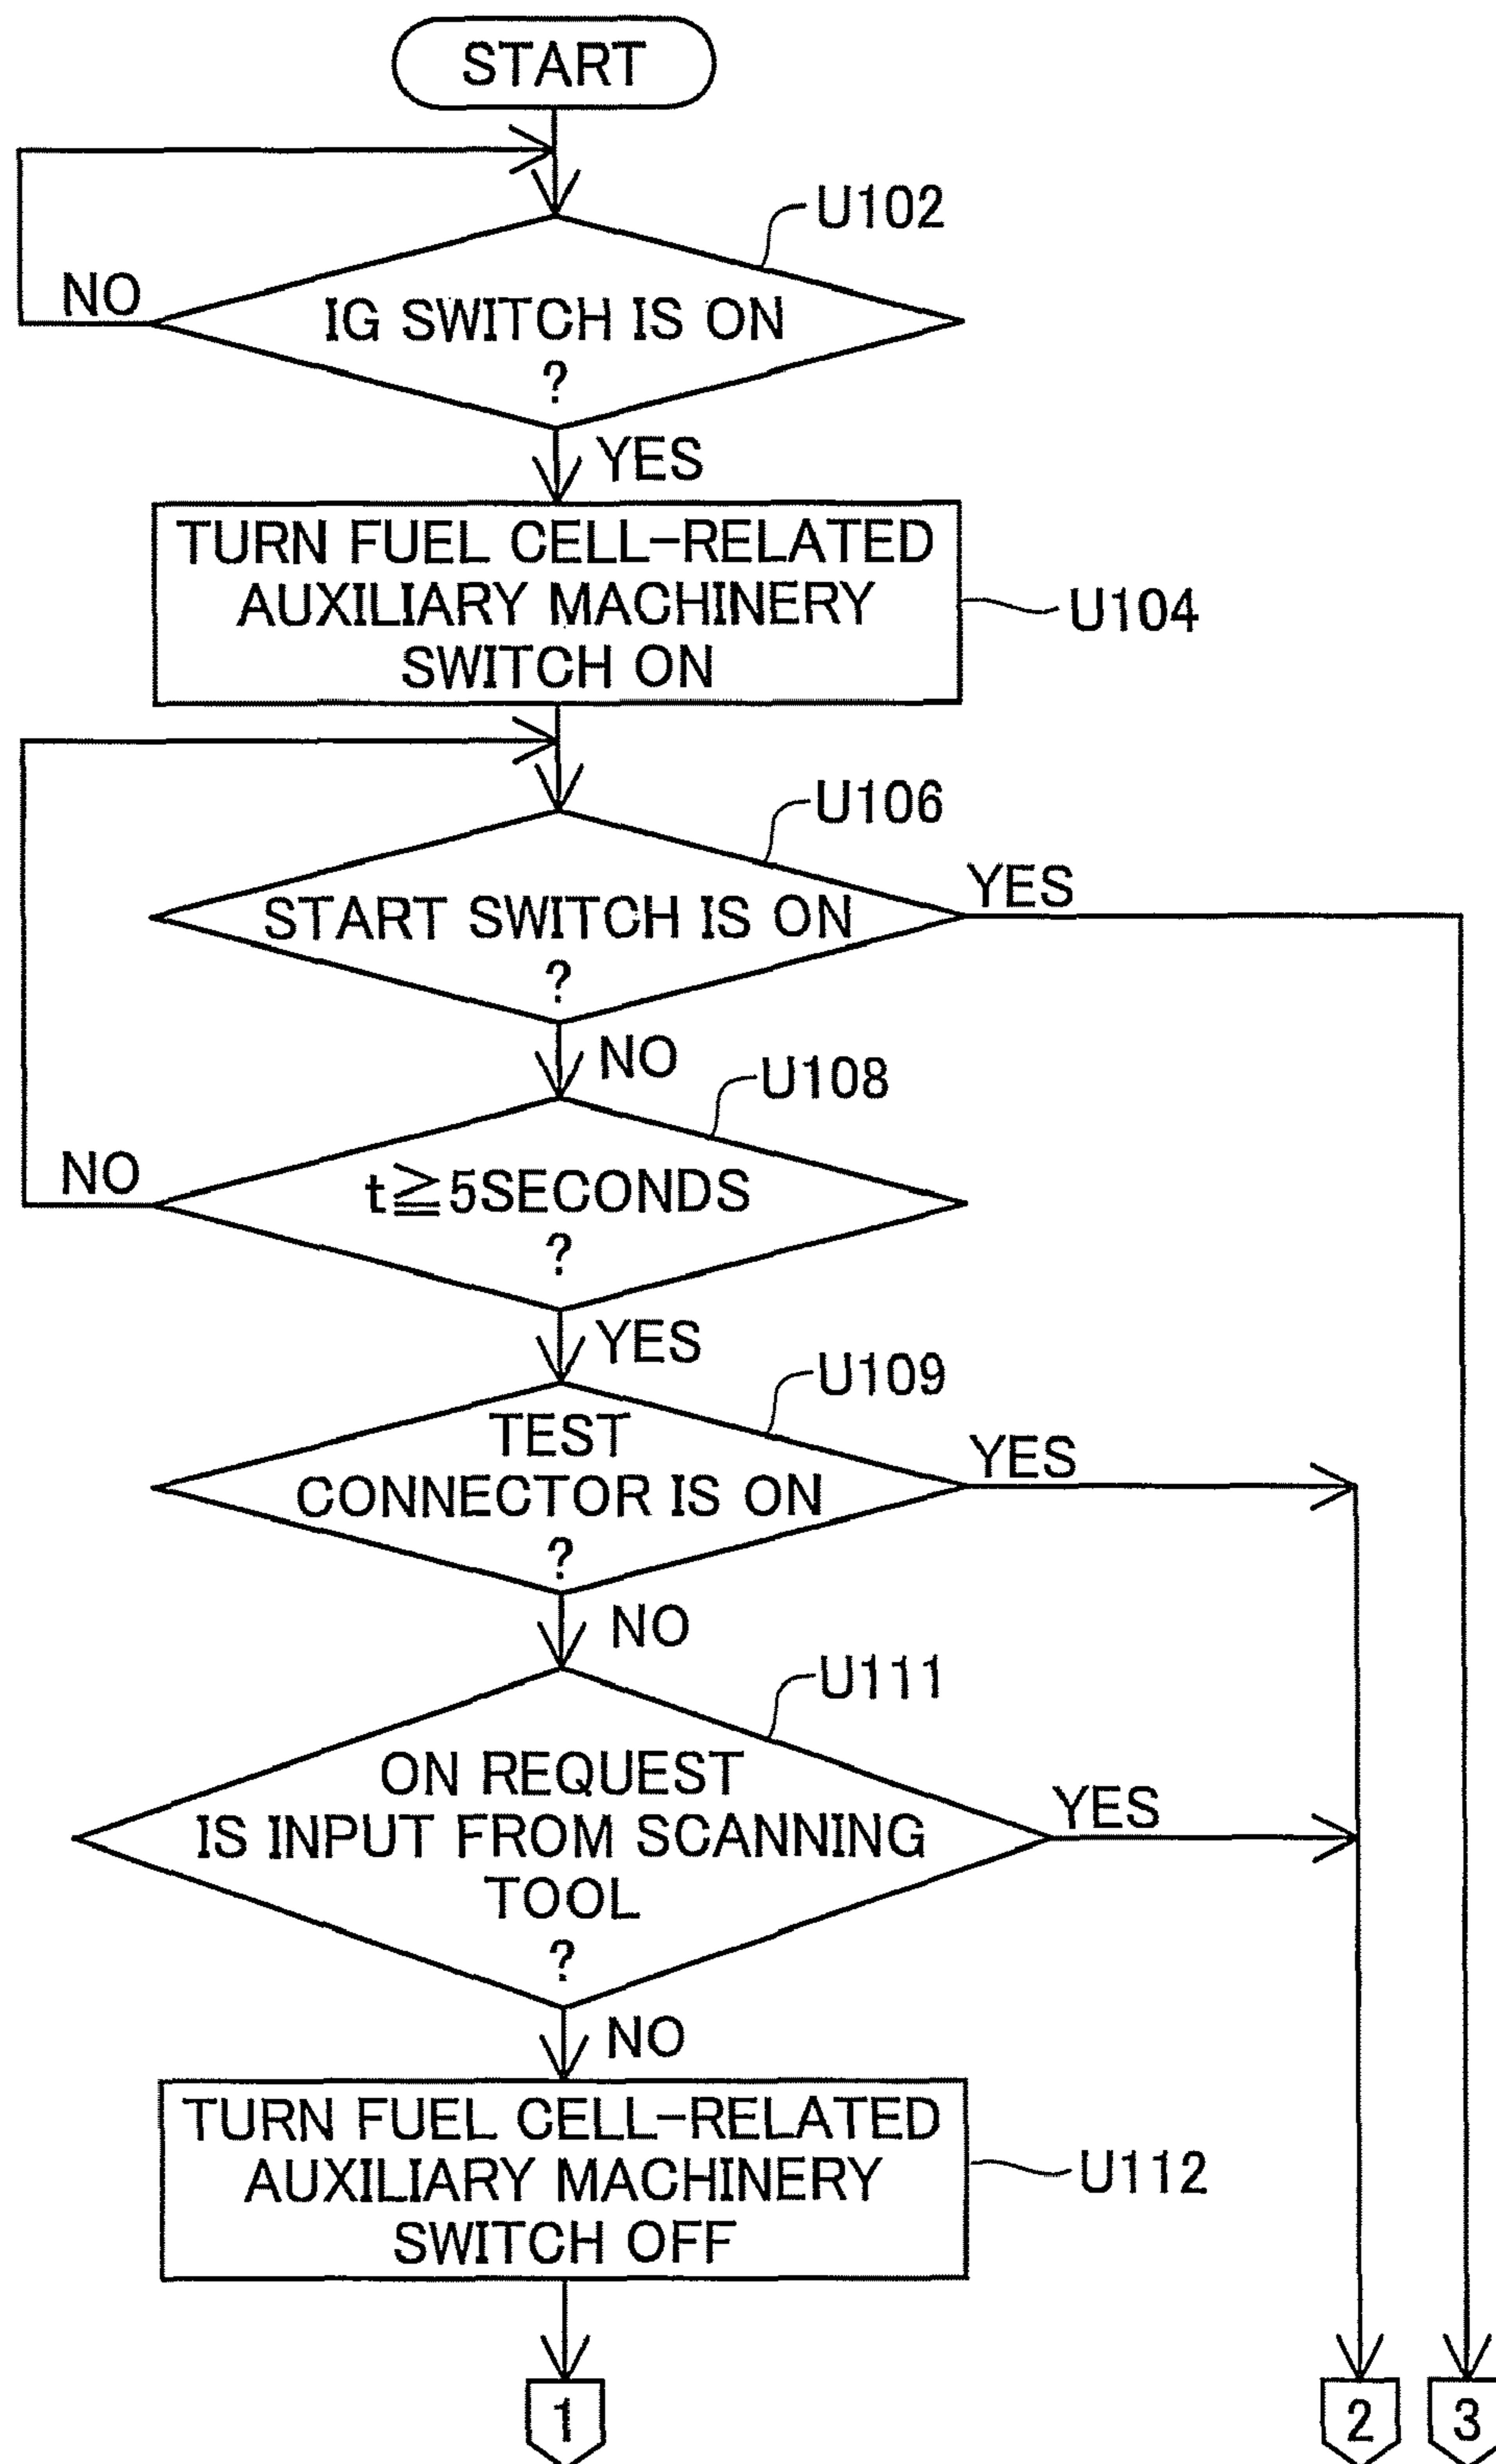 START
U102
NO
IG SWITCH IS ON
?
YES
TURN FUEL CELL-RELATED
AUXILIARY MACHINERY
SWITCH ON
U104
U106
YES
START SWITCH IS ON
?
NO
U108
NO
t≧5SECONDS
?
YES
U109
TEST
CONNECTOR IS ON
?
YES
NO
U111
ON REQUEST
IS INPUT FROM SCANNING
TOOL
?
YES
NO
TURN FUEL CELL-RELATED
AUXILIARY MACHINERY
SWITCH OFF
U112
1
2
3